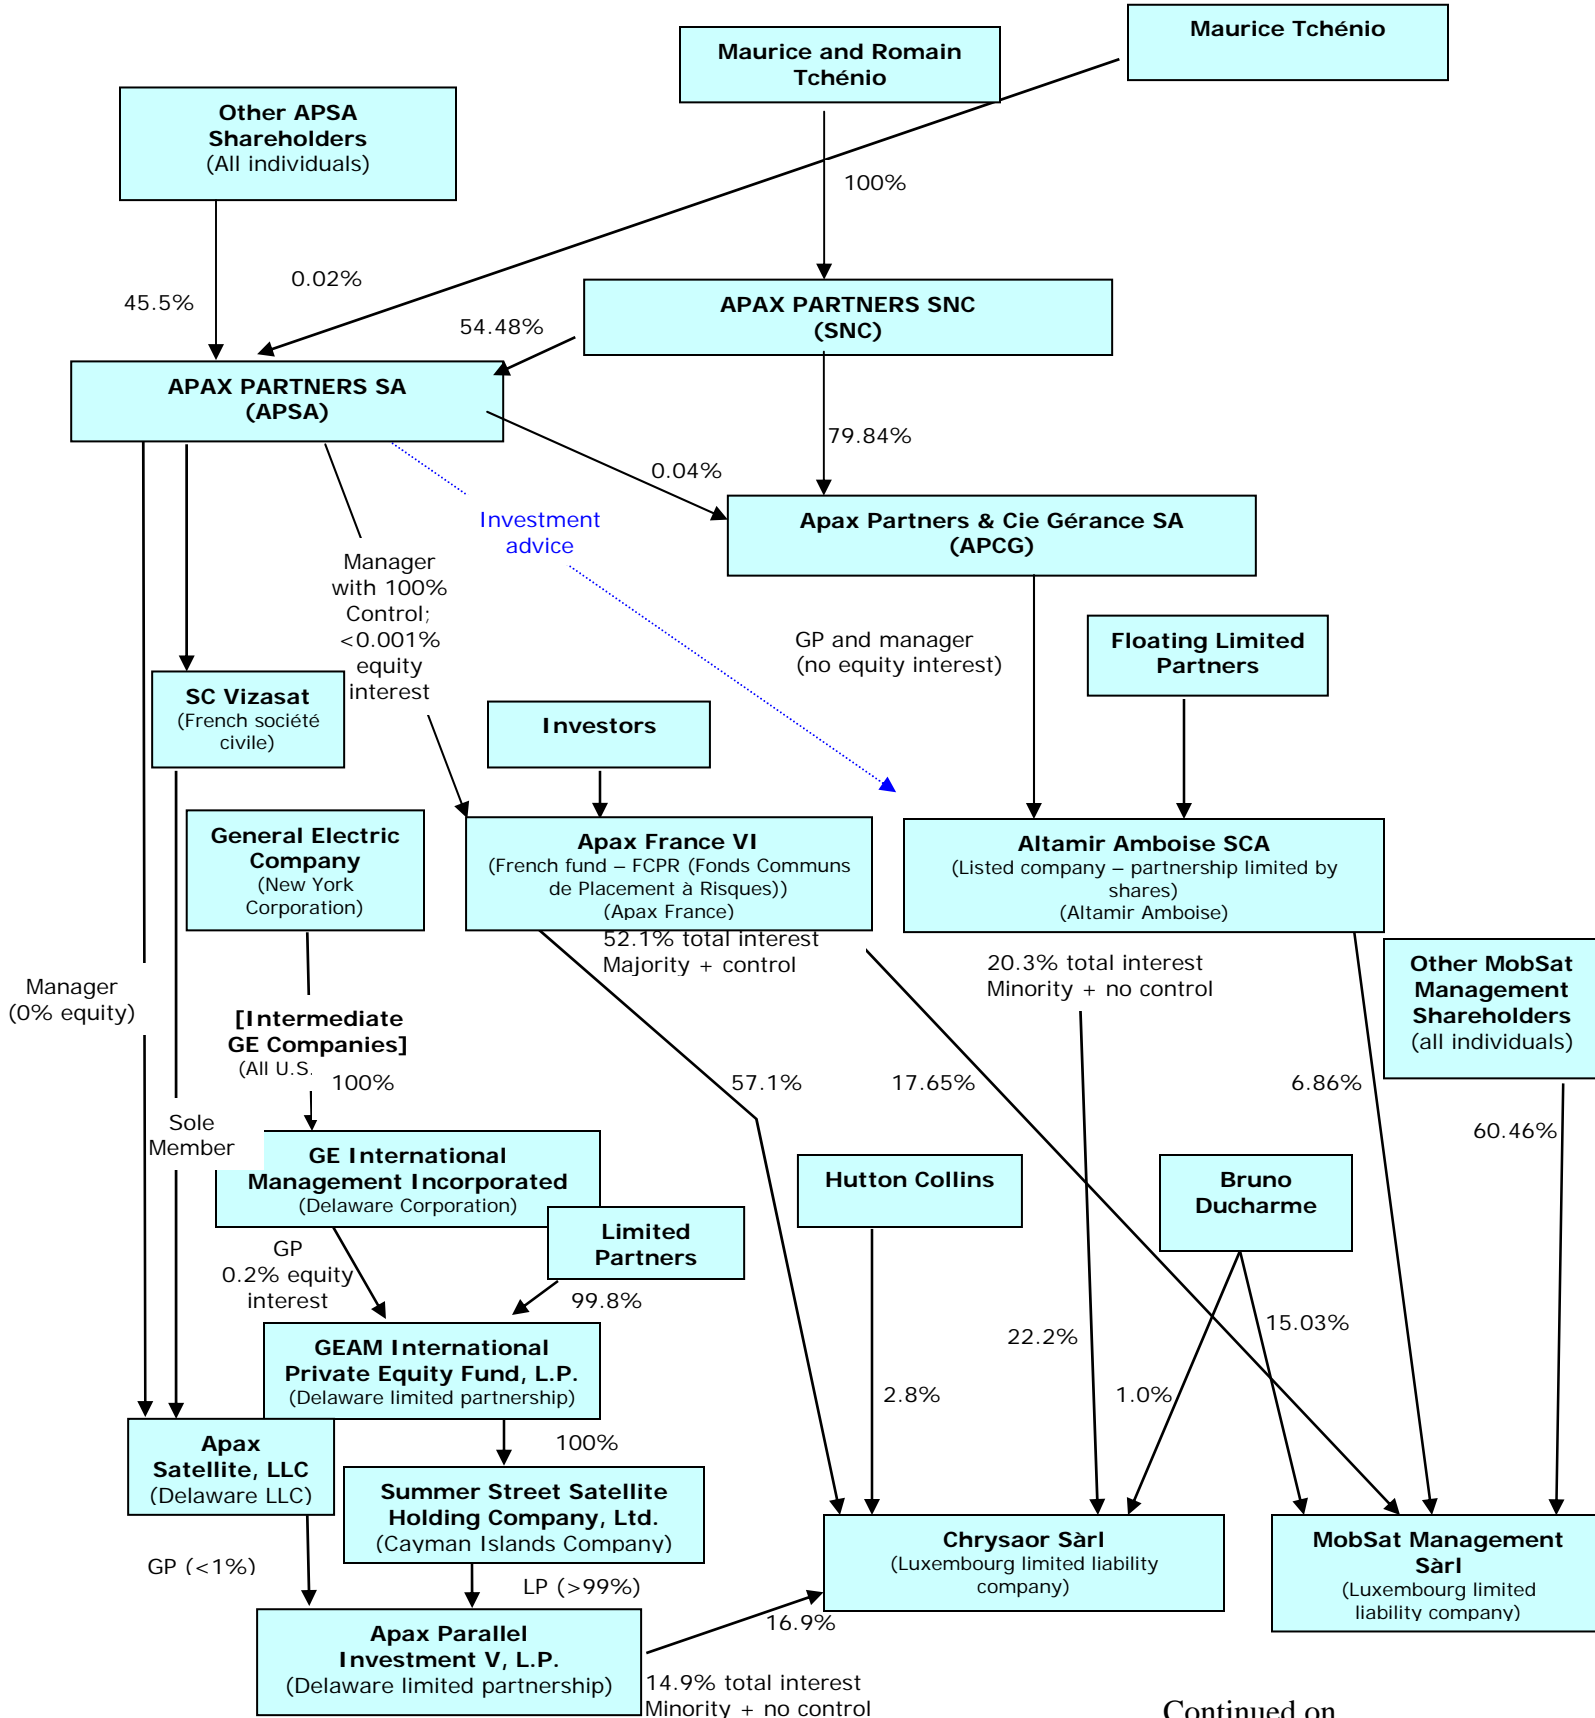 Maurice Tchénio
Maurice and Romain
Tchénio
Other APSA
Shareholders
(All individuals)
100%
0.02%
45.5%
54.48%
APAX PARTNERS SNC
(SNC)
APAX PARTNERS SA
(APSA)
79.84%
0.04%
Apax Partners & Cie Gérance SA
(APCG)
Investment
advice
Manager
with 100%
Control;
<0.001%
equity
interest
GP and manager
(no equity interest)
Floating Limited
Partners
SC Vizasat
(French société
civile)
Investors
General Electric
Company
(New York
Corporation)
Apax France VI
(French fund – FCPR (Fonds Communs
de Placement à Risques))
(Apax France)
Altamir Amboise SCA
(Listed company – partnership limited by
shares)
(Altamir Amboise)
52.1% total interest
Majority + control
20.3% total interest
Minority + no control
Other MobSat
Management
Shareholders
(all individuals)
Manager
(0% equity)
[Intermediate
GE Companies]
(All U.S.
100%
57.1%
17.65%
6.86%
60.46%
Sole
Member
GE International
Management Incorporated
(Delaware Corporation)
Hutton Collins
Bruno
Ducharme
Limited
Partners
GP
0.2% equity
interest
99.8%
15.03%
22.2%
GEAM International
Private Equity Fund, L.P.
(Delaware limited partnership)
2.8%
1.0%
100%
Apax
Satellite, LLC
(Delaware LLC)
Summer Street Satellite
Holding Company, Ltd.
(Cayman Islands Company)
Chrysaor Sàrl
(Luxembourg limited liability
company)
MobSat Management
Sàrl
(Luxembourg limited
liability company)
GP (<1%)
LP (>99%)
16.9%
Apax Parallel
Investment V, L.P.
(Delaware limited partnership)
14.9% total interest
Minority + no control
Continued on